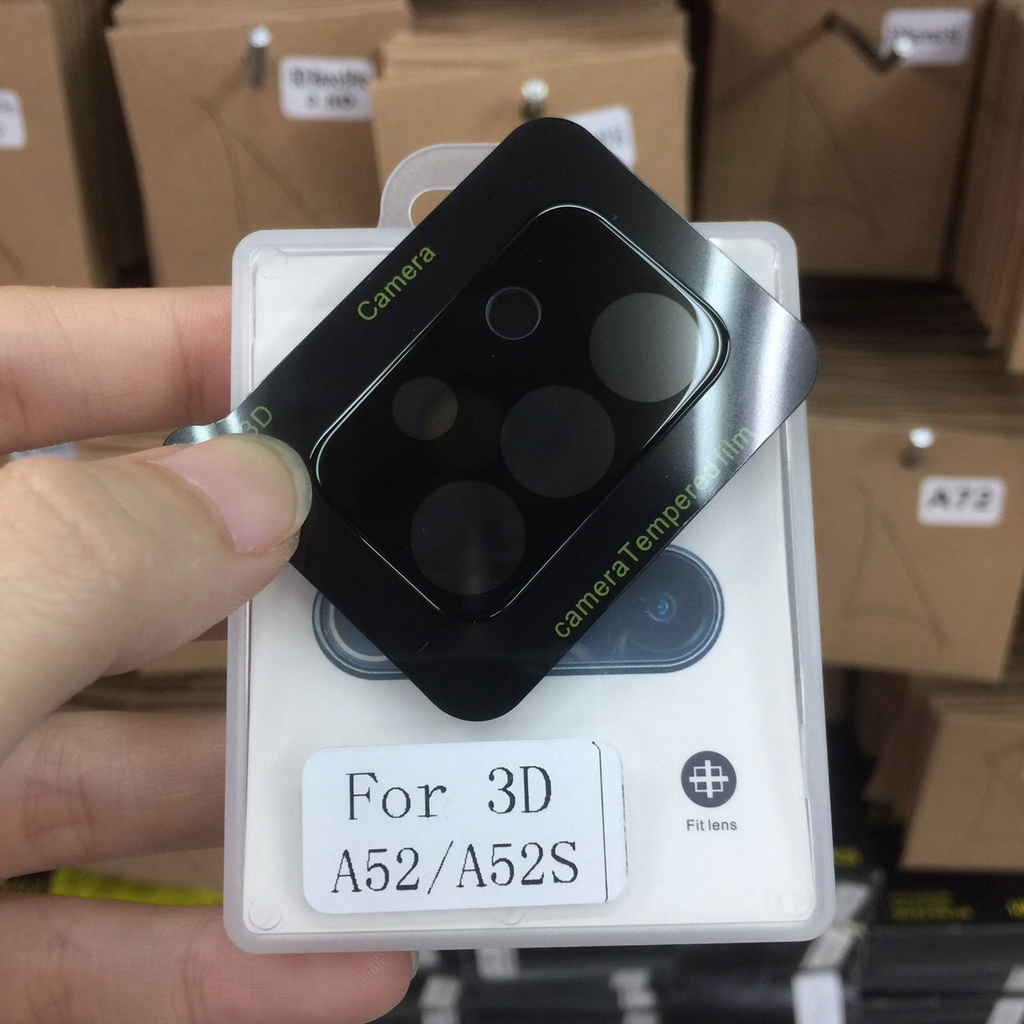 Camera
3D
cameraTemperedfilm
For 3D
A52/A52S
Fit lens
A72